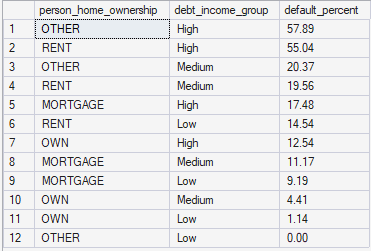 person_home_ownership debt_income_group default_percent
1 OTHER High 57.89
2 RENT High 55.04
3 OTHER Medium 20.37
4 RENT Medium 19.56
5 MORTGAGE High 17.48
6 RENT Low 14.54
7 OWN High 12.54
8 MORTGAGE Medium 11.17
9 MORTGAGE Low 9.19
10 OWN Medium 4.41
11 OWN Low 1.14
12 OTHER Low 0.00